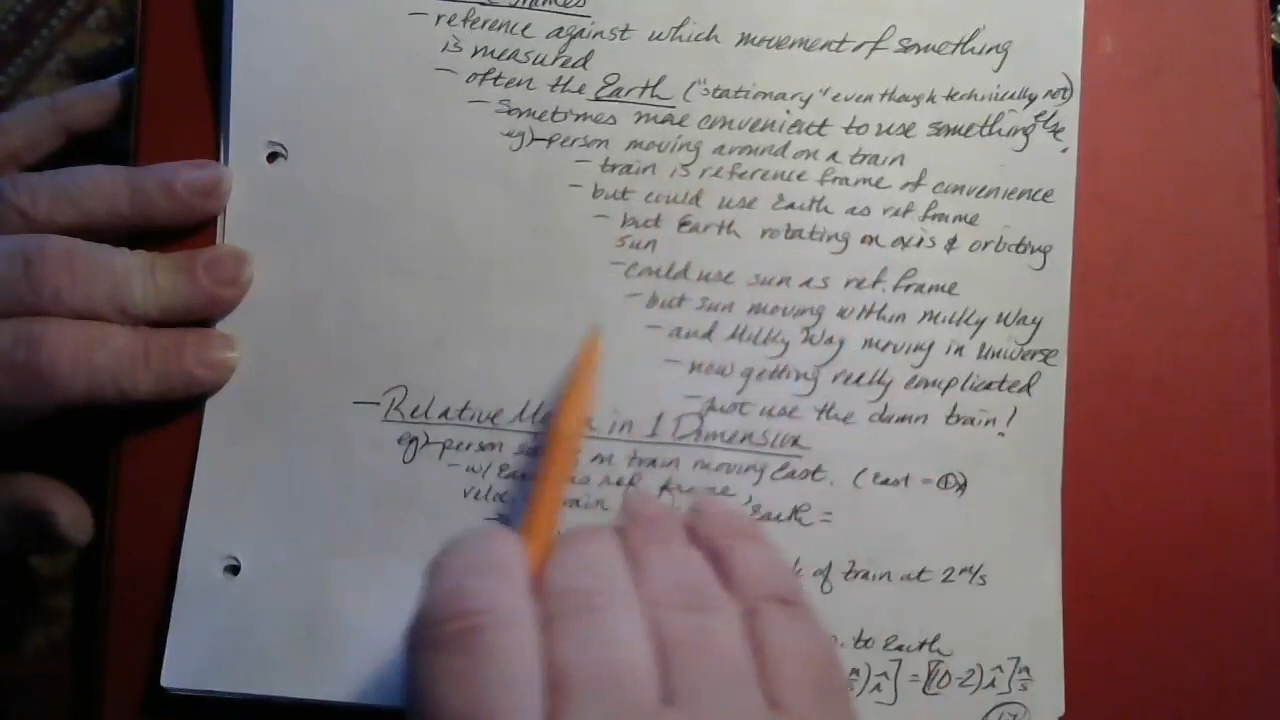 - reference against which movement of something
is measured
- often the Earth ("stationary" even though technically not)
- Sometimes more convenient to use something else.
eg)-person moving around on a train
- train is reference frame of convenience
- but could use Earth as ref. frame
- but Earth rotating on axis & orbiting
sun
- could use sun as ref. frame
- but sun moving within Milky Way
- and Milky Way moving in Universe
- now getting really complicated
- Just use the damn train!
- Relative in 1 Dimension
eg)-person on train moving East. (East = ⊕x)
- w/ as ref. frame,
Earth =
of train at 2 m/s
to Earth
î] = [(0-2)î] m/s
17